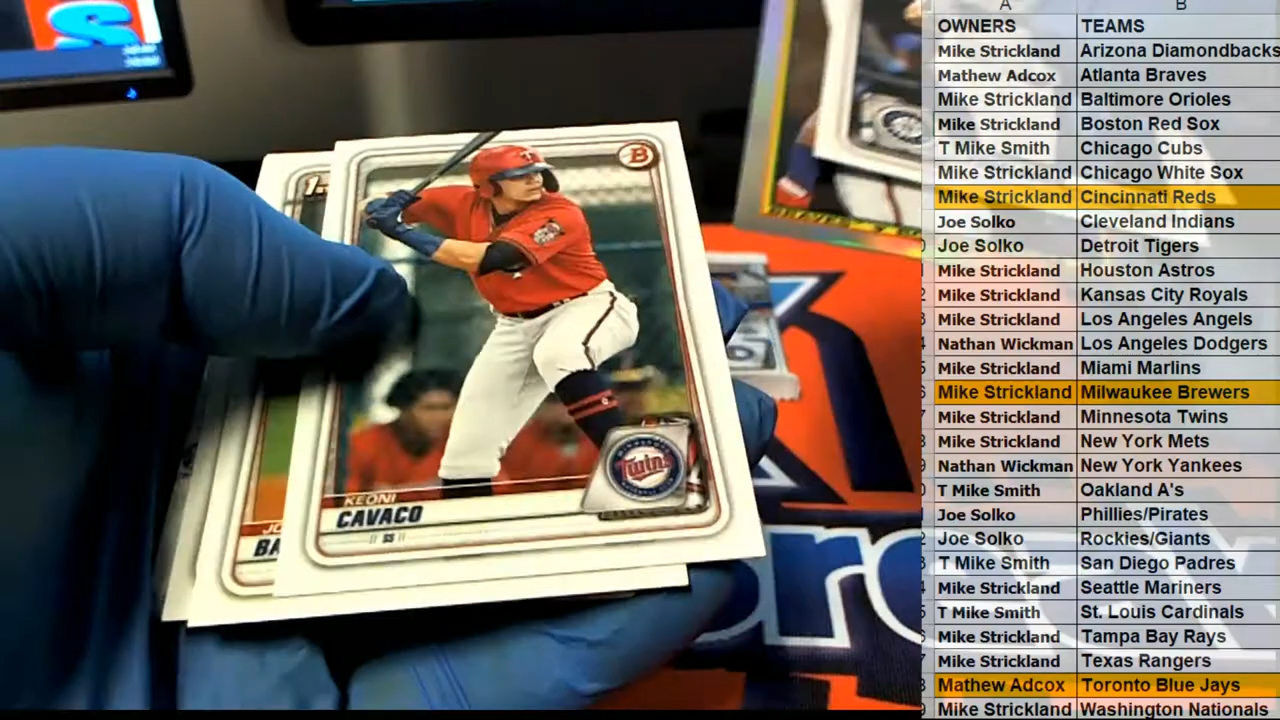 S
B
1st
T
Twins
KEONI
CAVACO
SS
JO
BA
A B
OWNERS TEAMS
Mike Strickland Arizona Diamondbacks
Mathew Adcox Atlanta Braves
Mike Strickland Baltimore Orioles
Mike Strickland Boston Red Sox
T Mike Smith Chicago Cubs
Mike Strickland Chicago White Sox
Mike Strickland Cincinnati Reds
Joe Solko Cleveland Indians
Joe Solko Detroit Tigers
Mike Strickland Houston Astros
Mike Strickland Kansas City Royals
Mike Strickland Los Angeles Angels
Nathan Wickman Los Angeles Dodgers
Mike Strickland Miami Marlins
Mike Strickland Milwaukee Brewers
Mike Strickland Minnesota Twins
Mike Strickland New York Mets
Nathan Wickman New York Yankees
T Mike Smith Oakland A's
Joe Solko Phillies/Pirates
Joe Solko Rockies/Giants
T Mike Smith San Diego Padres
Mike Strickland Seattle Mariners
T Mike Smith St. Louis Cardinals
Mike Strickland Tampa Bay Rays
Mike Strickland Texas Rangers
Mathew Adcox Toronto Blue Jays
Mike Strickland Washington Nationals